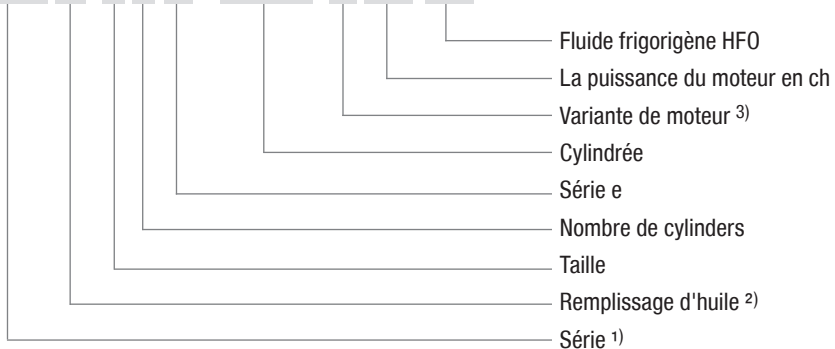 Fluide frigorigène HFO
La puissance du moteur en ch
Variante de moteur ³⁾
Cylindrée
Série e
Nombre de cylinders
Taille
Remplissage d'huile ²⁾
Série ¹⁾